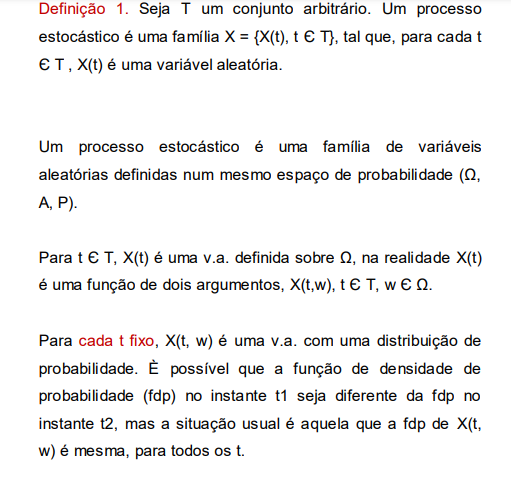 Definição 1. Seja T um conjunto arbitrário. Um processo
estocástico é uma família X = {X(t), t Є T}, tal que, para cada t
Є T , X(t) é uma variável aleatória.
Um processo estocástico é uma família de variáveis
aleatórias definidas num mesmo espaço de probabilidade (Ω,
A, P).
Para t Є T, X(t) é uma v.a. definida sobre Ω, na realidade X(t)
é uma função de dois argumentos, X(t,w), t Є T, w Є Ω.
Para cada t fixo, X(t, w) é uma v.a. com uma distribuição de
probabilidade. È possível que a função de densidade de
probabilidade (fdp) no instante t1 seja diferente da fdp no
instante t2, mas a situação usual é aquela que a fdp de X(t,
w) é mesma, para todos os t.